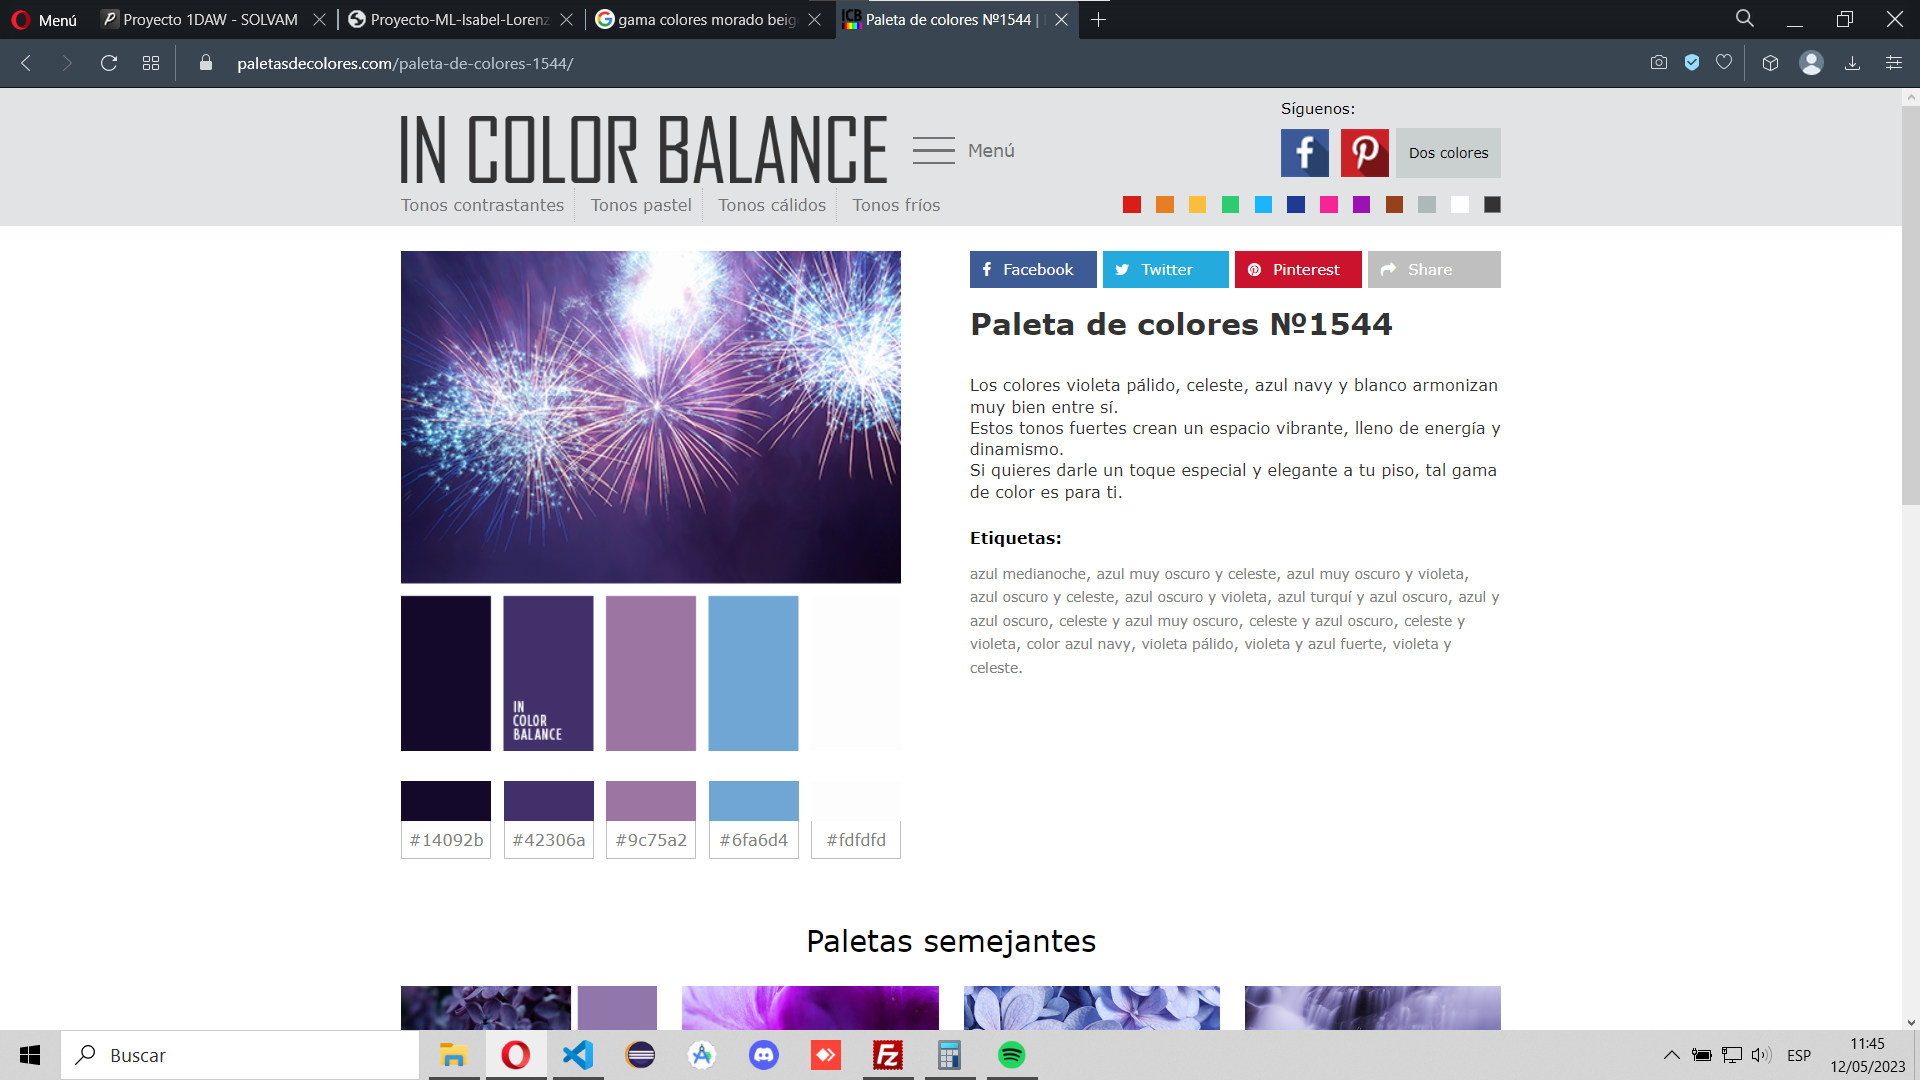 Menú
Proyecto 1DAW - SOLVAM
Proyecto-ML-Isabel-Lorenz
gama colores morado beig
Paleta de colores №1544 |
paletasdecolores.com/paleta-de-colores-1544/
IN COLOR BALANCE
Menú
Síguenos:
Dos colores
Tonos contrastantes
Tonos pastel
Tonos cálidos
Tonos fríos
Facebook
Twitter
Pinterest
Share
Paleta de colores №1544
Los colores violeta pálido, celeste, azul navy y blanco armonizan
muy bien entre sí.
Estos tonos fuertes crean un espacio vibrante, lleno de energía y
dinamismo.
Si quieres darle un toque especial y elegante a tu piso, tal gama
de color es para ti.
Etiquetas:
azul medianoche, azul muy oscuro y celeste, azul muy oscuro y violeta,
azul oscuro y celeste, azul oscuro y violeta, azul turquí y azul oscuro, azul y
azul oscuro, celeste y azul muy oscuro, celeste y azul oscuro, celeste y
violeta, color azul navy, violeta pálido, violeta y azul fuerte, violeta y
celeste.
IN
COLOR
BALANCE
#14092b
#42306a
#9c75a2
#6fa6d4
#fdfdfd
Paletas semejantes
Buscar
ESP
11:45
12/05/2023